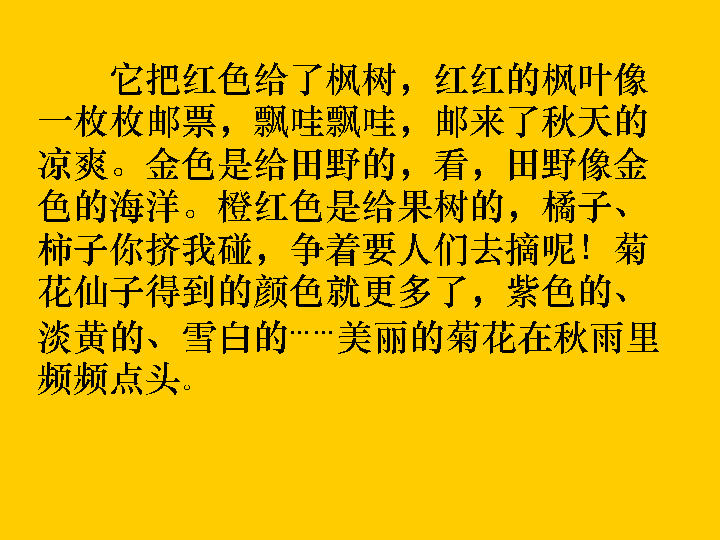 它把红色给了枫树，红红的枫叶像
一枚枚邮票，飘哇飘哇，邮来了秋天的
凉爽。金色是给田野的，看，田野像金
色的海洋。橙红色是给果树的，橘子、
柿子你挤我碰，争着要人们去摘呢！菊
花仙子得到的颜色就更多了，紫色的、
淡黄的、雪白的……美丽的菊花在秋雨里
频频点头。